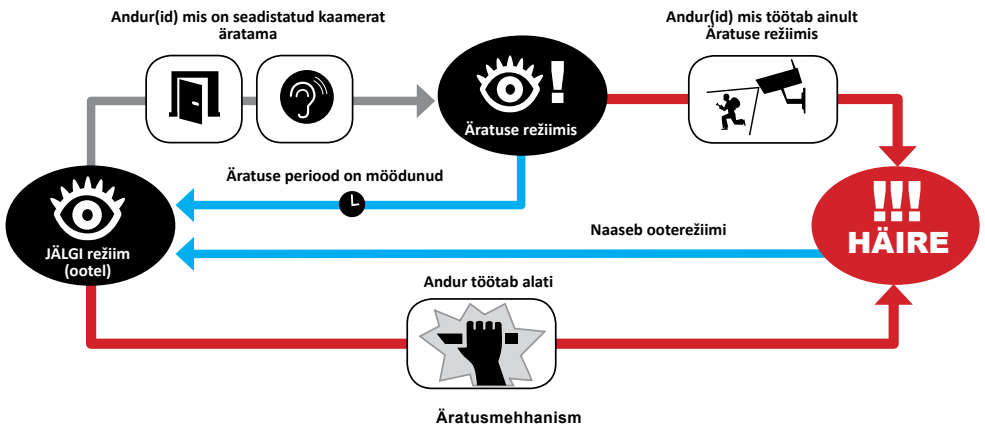 Andur(id) mis on seadistatud kaamerat
äratama
Andur(id) mis töötab ainult
Äratuse režiimis
Äratuse režiimis
Äratuse periood on möödunud
JÄLGI režiim
(ootel)
Naaseb ooterežiimi
!!!
HÄIRE
Andur töötab alati
Äratusmehhanism